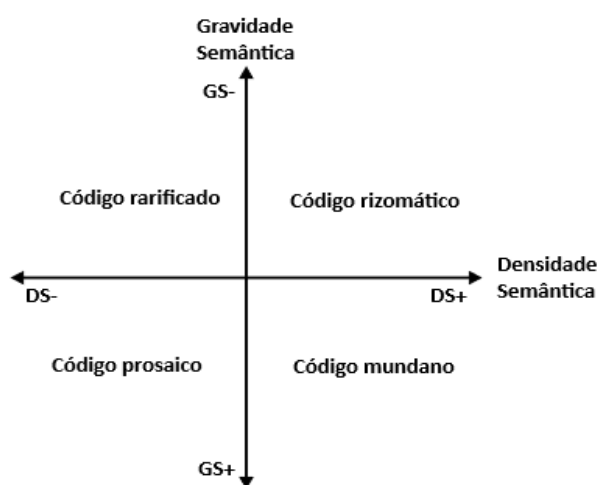 Gravidade
Semântica
GS-
Código rarificado
Código rizomático
Densidade
Semântica
DS-
DS+
Código prosaico
Código mundano
GS+